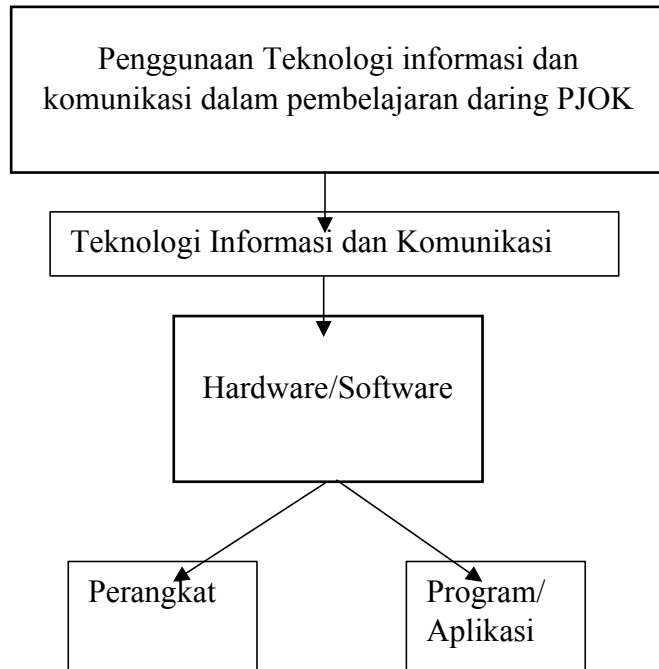 Penggunaan Teknologi informasi dan
komunikasi dalam pembelajaran daring PJOK
Teknologi Informasi dan Komunikasi
Hardware/Software
Perangkat
Program/
Aplikasi